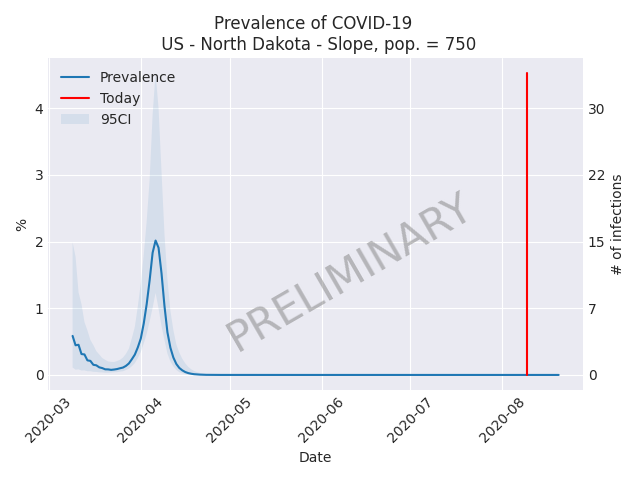 Prevalence of COVID-19
US - North Dakota - Slope, pop. = 750
Prevalence
Today
95CI
4
3
2
1
0
%
30
22
15
7
0
# of infections
PRELIMINARY
2020-03
2020-04
2020-05
2020-06
2020-07
2020-08
Date